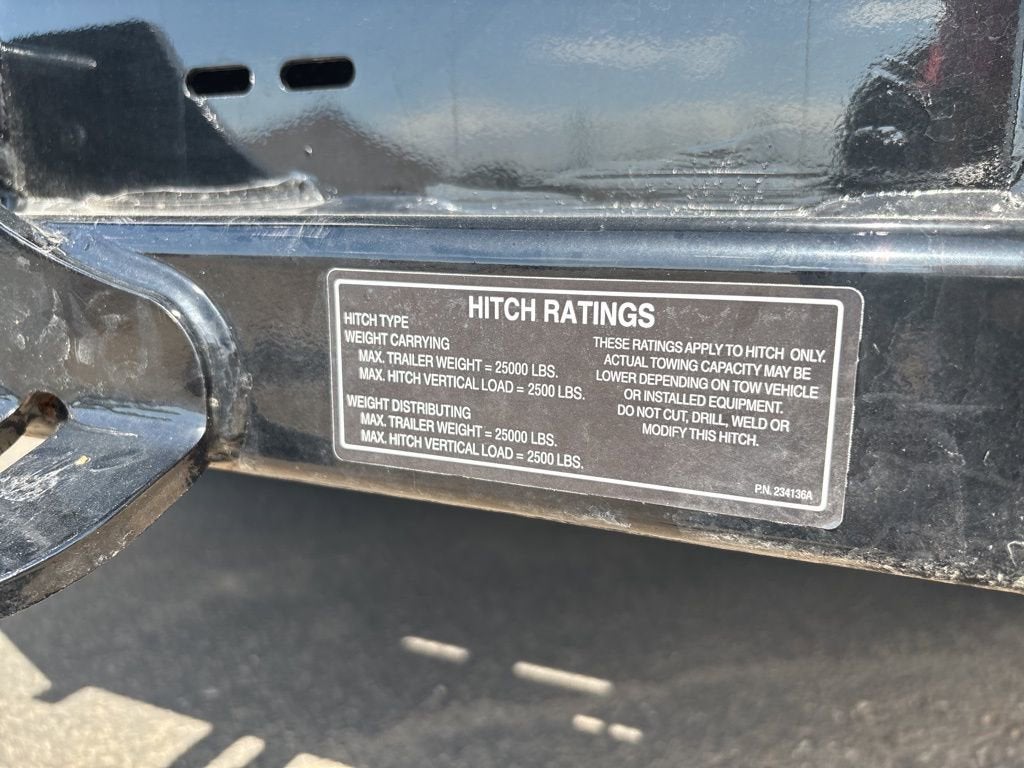 HITCH RATINGS
HITCH TYPE
WEIGHT CARRYING
MAX. TRAILER WEIGHT = 25000 LBS.
MAX. HITCH VERTICAL LOAD = 2500 LBS.
WEIGHT DISTRIBUTING
MAX. TRAILER WEIGHT = 25000 LBS.
MAX. HITCH VERTICAL LOAD = 2500 LBS.
THESE RATINGS APPLY TO HITCH ONLY.
ACTUAL TOWING CAPACITY MAY BE
LOWER DEPENDING ON TOW VEHICLE
OR INSTALLED EQUIPMENT.
DO NOT CUT, DRILL, WELD OR
MODIFY THIS HITCH.
P.N. 234136A